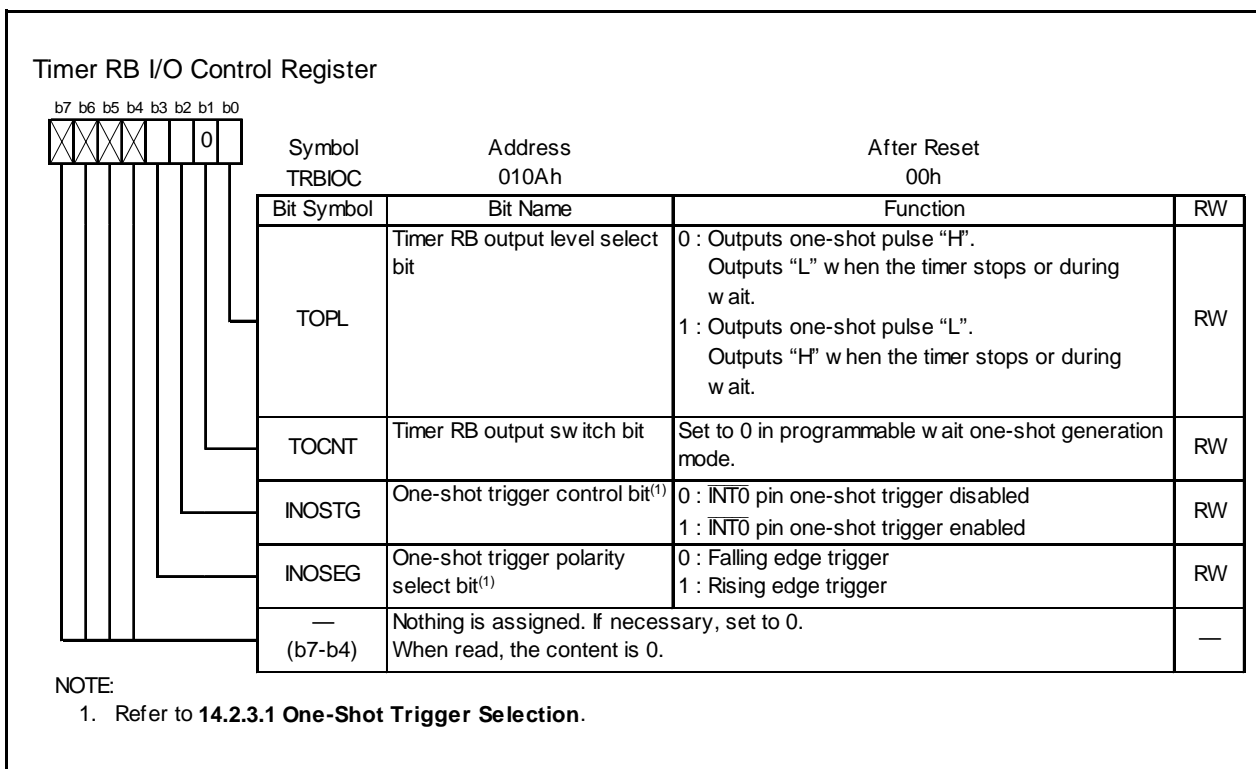 Timer RB I/O Control Register
b7 b6 b5 b4 b3 b2 b1 b0
0
Symbol Address After Reset
TRBIOC 010Ah 00h
Bit Symbol Bit Name Function RW
TOPL
Timer RB output level select
bit
0 : Outputs one-shot pulse “H”.
Outputs “L” when the timer stops or during
wait.
1 : Outputs one-shot pulse “L”.
Outputs “H” when the timer stops or during
wait.
RW
TOCNT
Timer RB output switch bit
Set to 0 in programmable wait one-shot generation
mode.
RW
INOSTG
One-shot trigger control bit(1)
0 : INT0 pin one-shot trigger disabled
1 : INT0 pin one-shot trigger enabled
RW
INOSEG
One-shot trigger polarity
select bit(1)
0 : Falling edge trigger
1 : Rising edge trigger
RW
—
(b7-b4)
Nothing is assigned. If necessary, set to 0.
When read, the content is 0.
—
NOTE:
1. Refer to 14.2.3.1 One-Shot Trigger Selection.